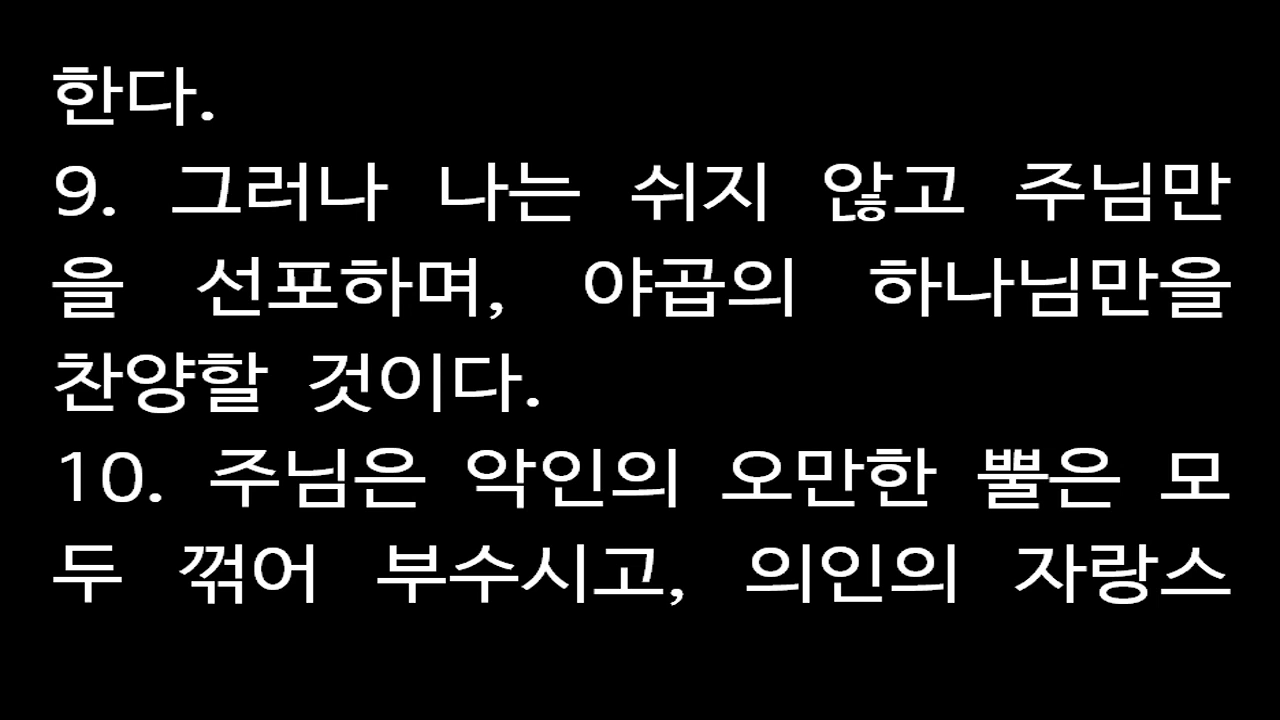 한다.
9. 그러나 나는 쉬지 않고 주님만
을 선포하며, 야곱의 하나님만을
찬양할 것이다.
10. 주님은 악인의 오만한 뿔은 모
두 꺾어 부수시고, 의인의 자랑스